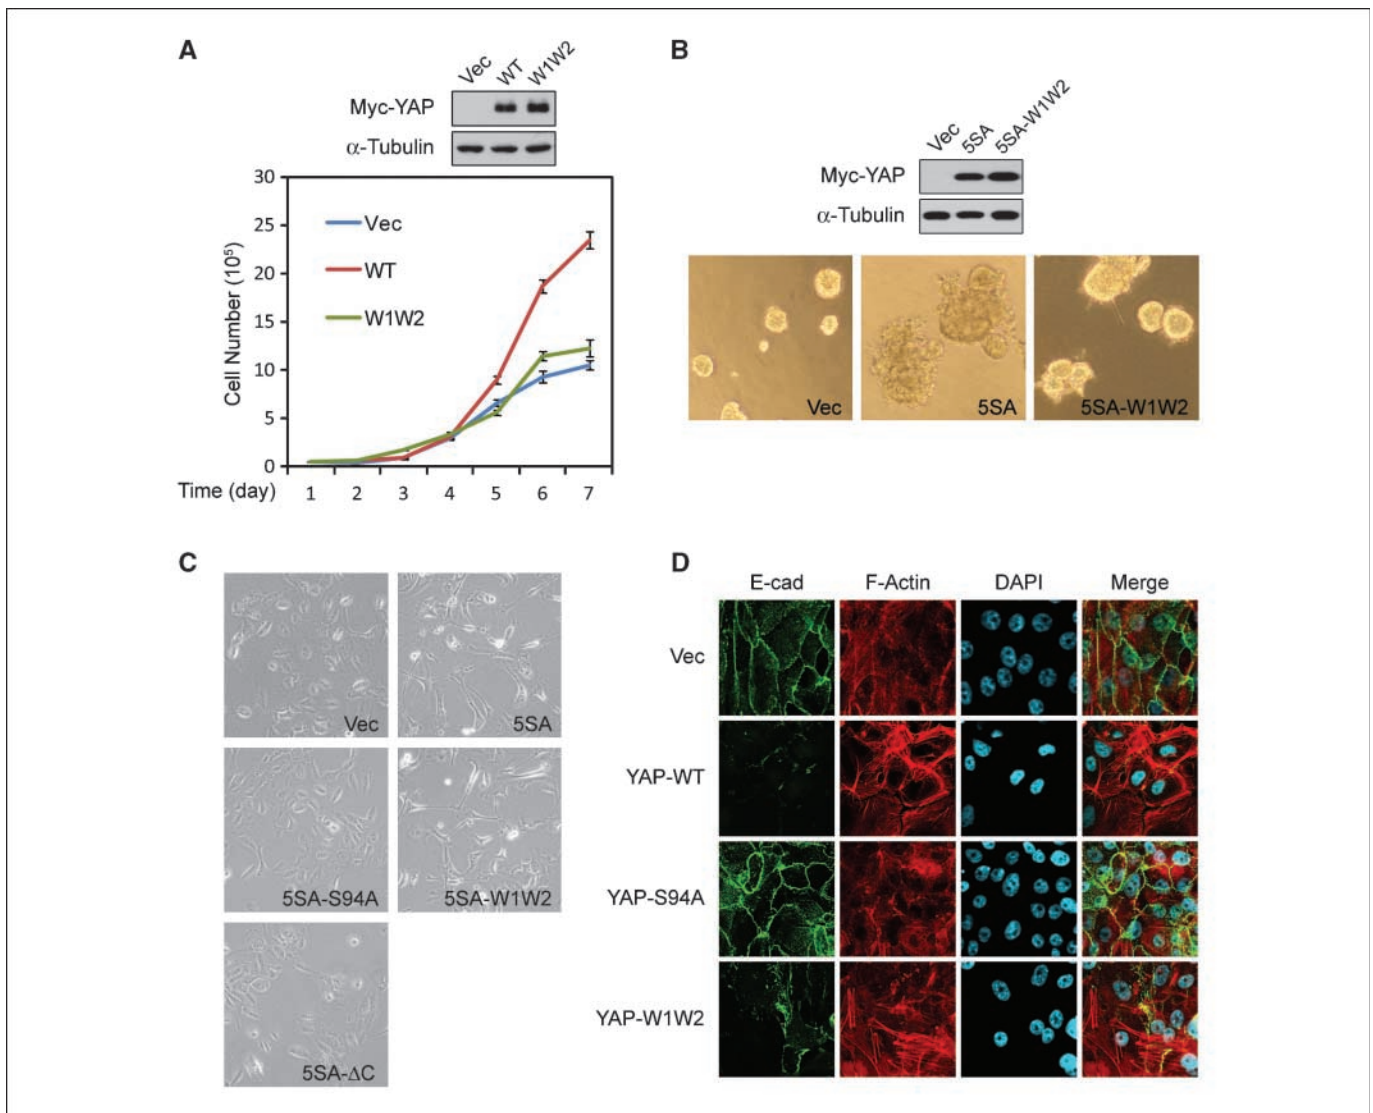 A
Vec WT W1W2
Myc-YAP
α-Tubulin
30
25
20
15
10
5
0
Cell Number (10⁵)
Vec
WT
W1W2
Time (day) 1 2 3 4 5 6 7
B
Vec 5SA 5SA-W1W2
Myc-YAP
α-Tubulin
Vec 5SA 5SA-W1W2
C
Vec 5SA
5SA-S94A 5SA-W1W2
5SA-ΔC
D
E-cad F-Actin DAPI Merge
Vec
YAP-WT
YAP-S94A
YAP-W1W2